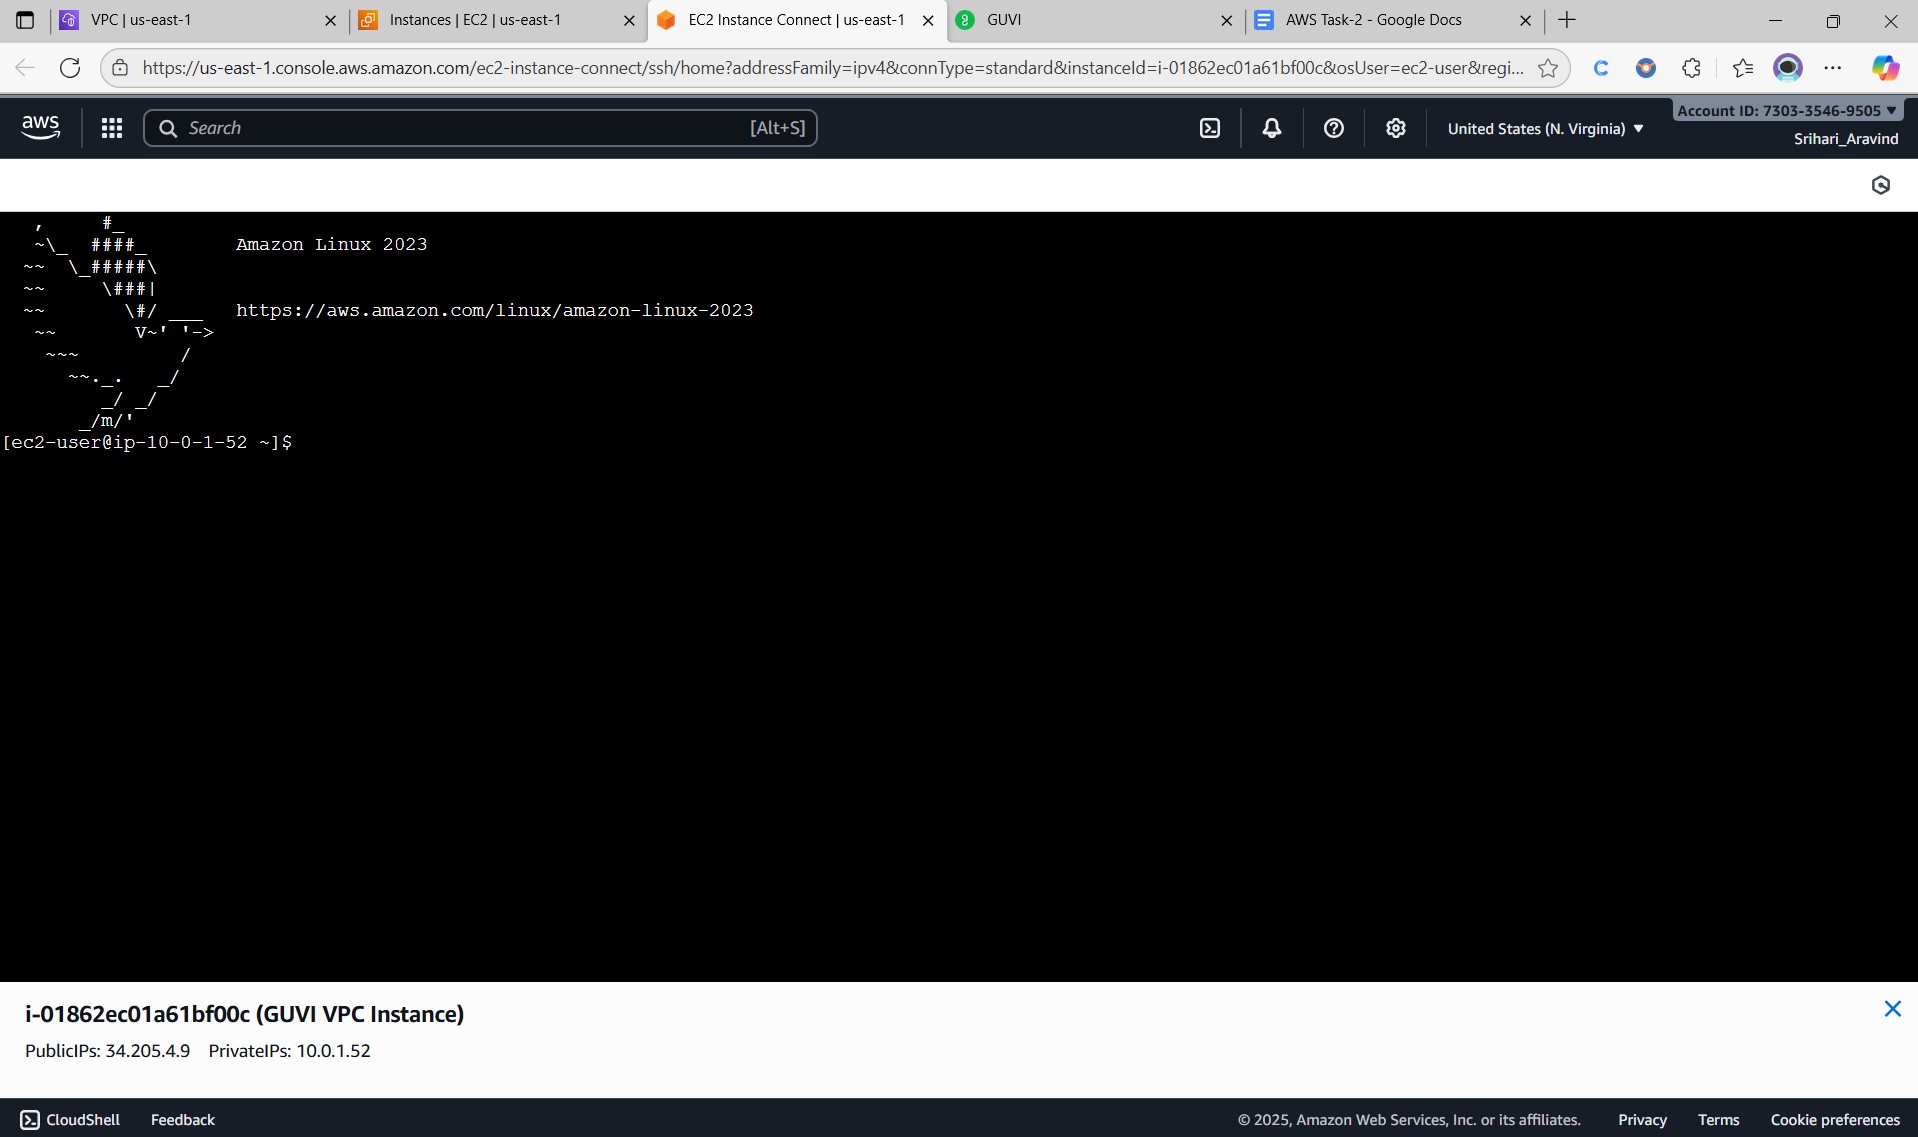 VPC | us-east-1
Instances | EC2 | us-east-1
EC2 Instance Connect | us-east-1
GUVI
AWS Task-2 - Google Docs
https://us-east-1.console.aws.amazon.com/ec2-instance-connect/ssh/home?addressFamily=ipv4&connType=standard&instanceId=i-01862ec01a61bf00c&osUser=ec2-user&regi...
aws
Search
[Alt+S]
United States (N. Virginia) ▼
Account ID: 7303-3546-9505 ▼
Srihari_Aravind
   ,     #_
   ~\_  ####_        Amazon Linux 2023
  ~~  \_#####\
  ~~     \###|
  ~~       \#/ ___   https://aws.amazon.com/linux/amazon-linux-2023
   ~~       V~' '->
    ~~~         /
      ~~._.   _/
         _/ _/
       _/m/'
[ec2-user@ip-10-0-1-52 ~]$
i-01862ec01a61bf00c (GUVI VPC Instance)
PublicIPs: 34.205.4.9 PrivateIPs: 10.0.1.52
CloudShell
Feedback
© 2025, Amazon Web Services, Inc. or its affiliates.
Privacy
Terms
Cookie preferences